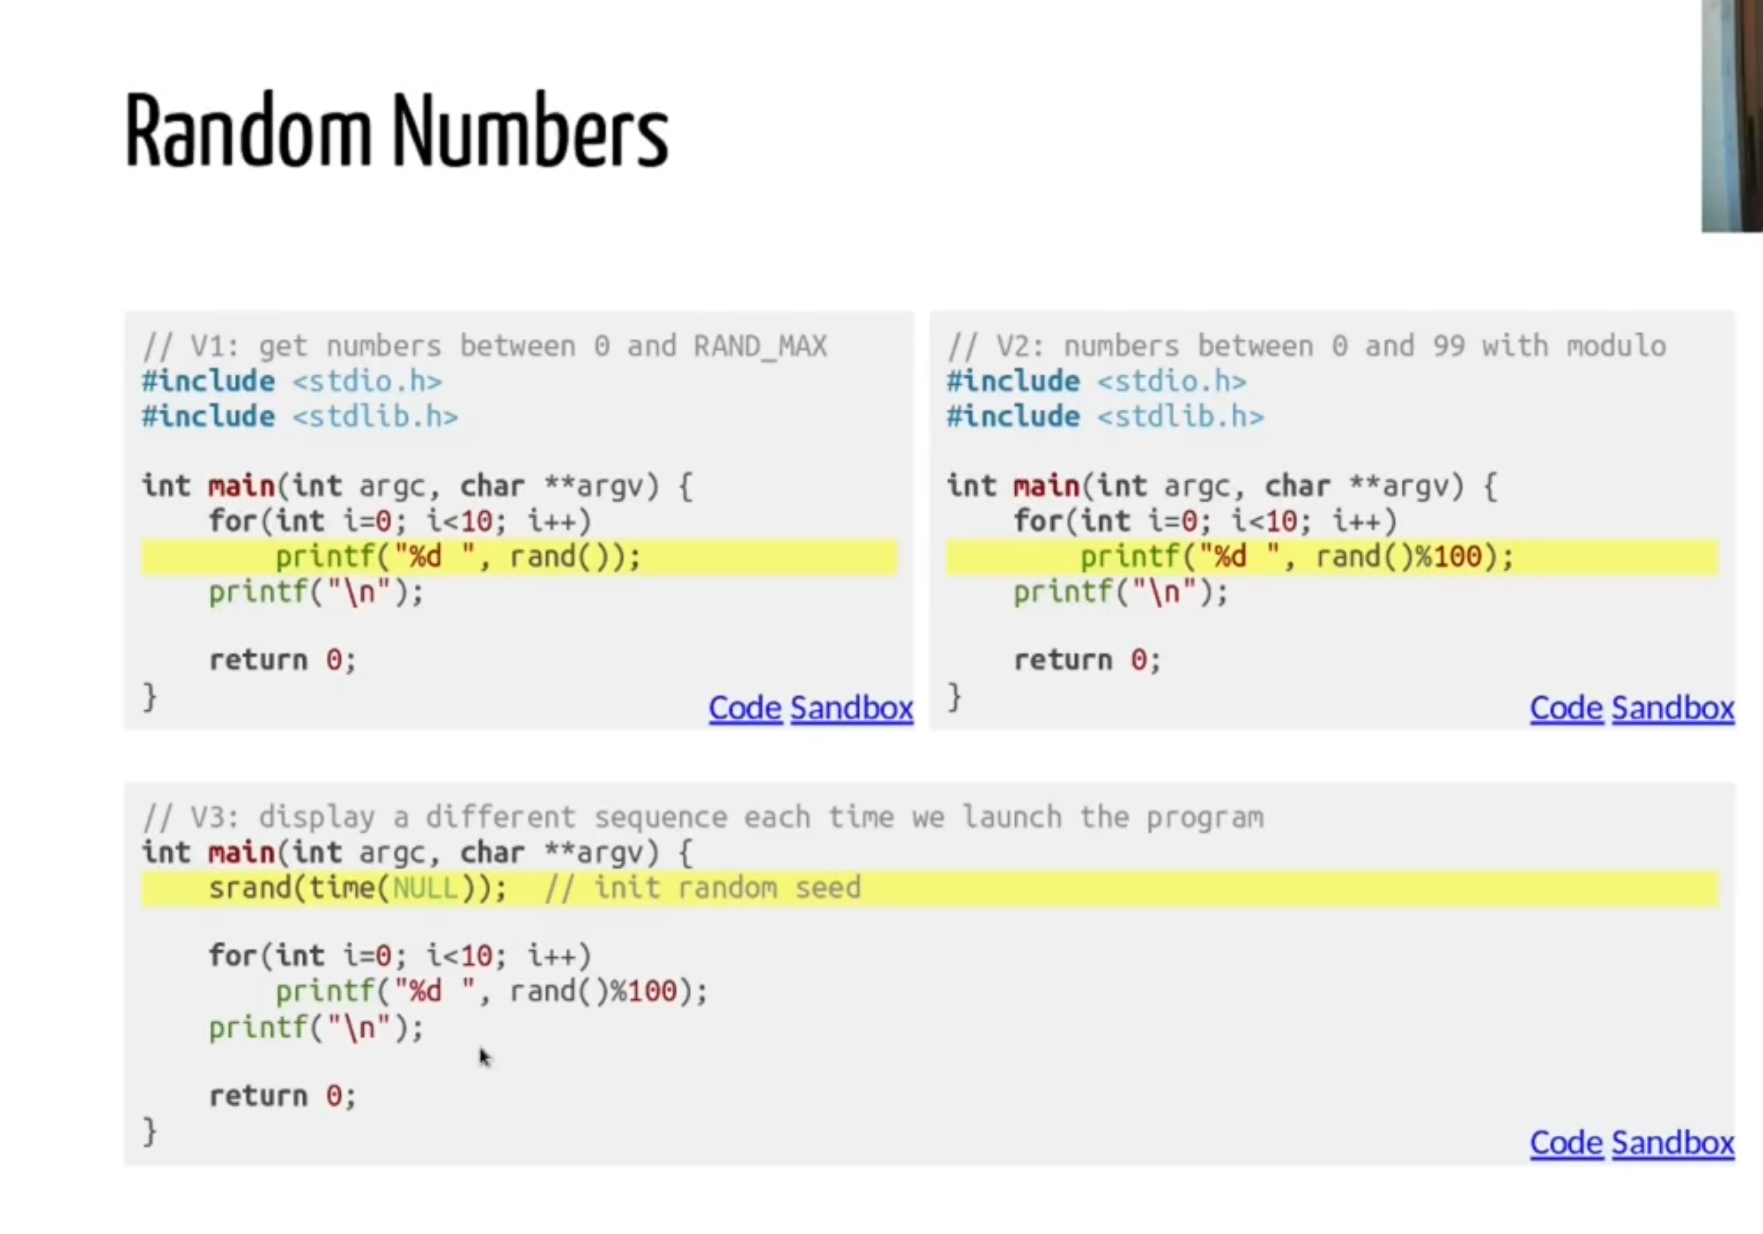 Random Numbers
// V1: get numbers between 0 and RAND_MAX
#include <stdio.h>
#include <stdlib.h>
int main(int argc, char **argv) {
    for(int i=0; i<10; i++)
        printf("%d ", rand());
    printf("\n");
    return 0;
}
Code Sandbox
// V2: numbers between 0 and 99 with modulo
#include <stdio.h>
#include <stdlib.h>
int main(int argc, char **argv) {
    for(int i=0; i<10; i++)
        printf("%d ", rand()%100);
    printf("\n");
    return 0;
}
Code Sandbox
// V3: display a different sequence each time we launch the program
int main(int argc, char **argv) {
    srand(time(NULL));  // init random seed
    for(int i=0; i<10; i++)
        printf("%d ", rand()%100);
    printf("\n");
    return 0;
}
Code Sandbox